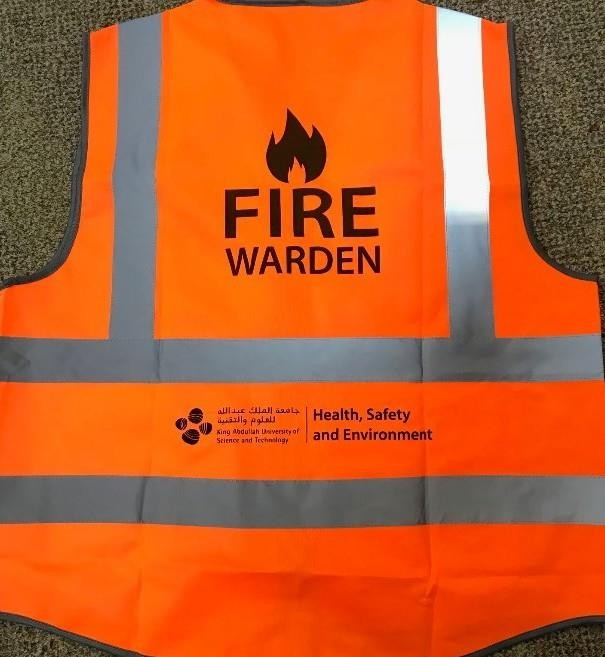 FIRE
WARDEN
جامعة الملك عبدالله
للعلوم والتقنية
King Abdullah University of
Science and Technology
Health, Safety
and Environment